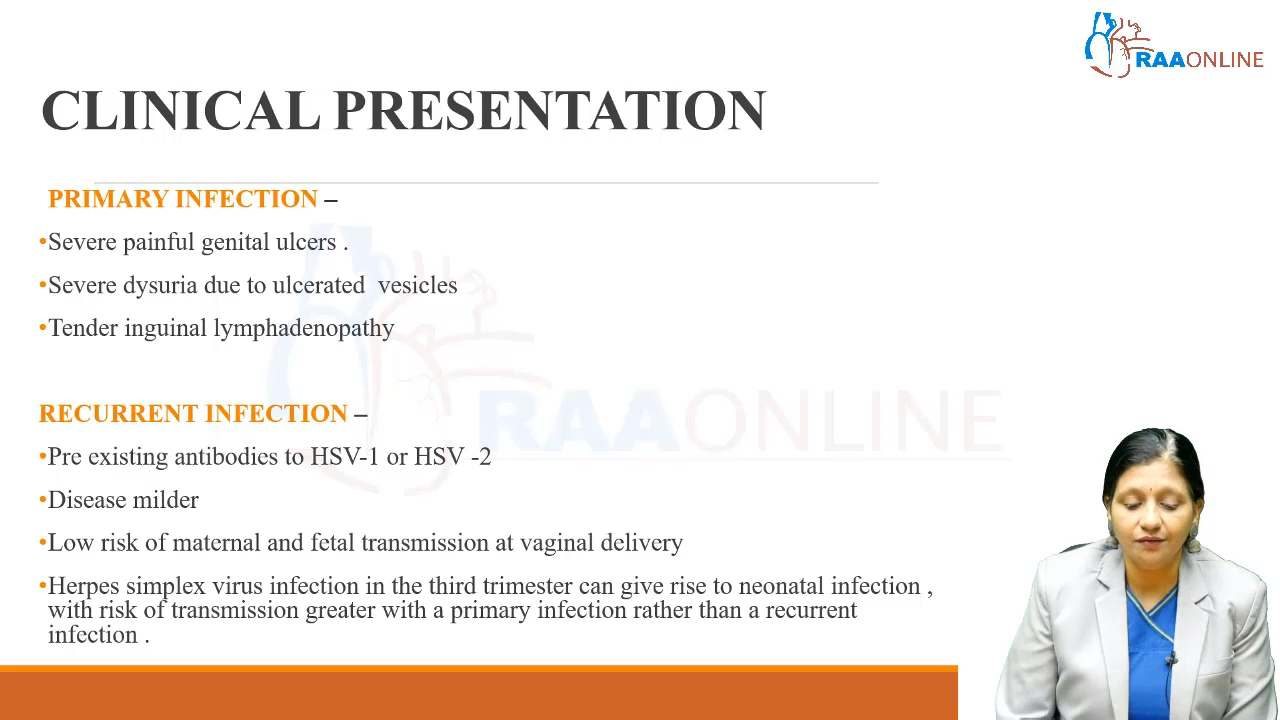 RAAONLINE
CLINICAL PRESENTATION
PRIMARY INFECTION –
•Severe painful genital ulcers .
•Severe dysuria due to ulcerated  vesicles
•Tender inguinal lymphadenopathy
RAAONLINE
RECURRENT INFECTION –
•Pre existing antibodies to HSV-1 or HSV -2
•Disease milder
•Low risk of maternal and fetal transmission at vaginal delivery
•Herpes simplex virus infection in the third trimester can give rise to neonatal infection ,
with risk of transmission greater with a primary infection rather than a recurrent
infection .